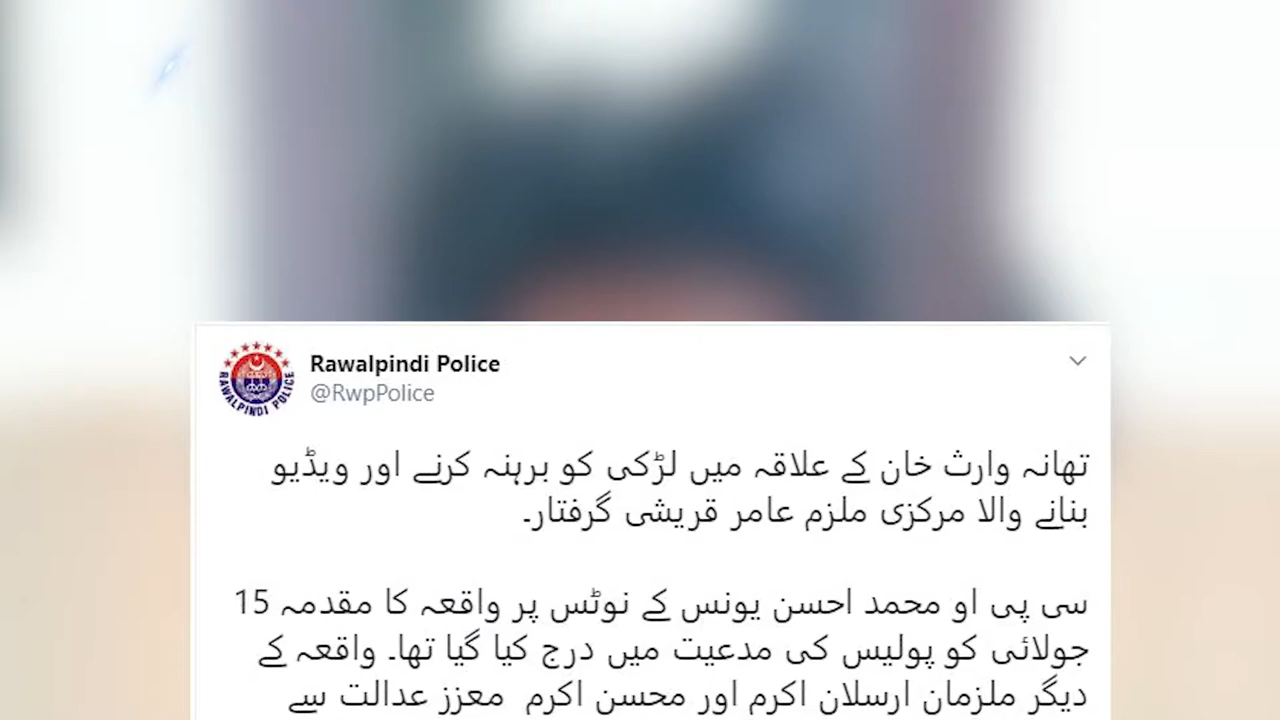 Rawalpindi Police
@RwpPolice
RAWALPINDI POLICE
تھانہ وارث خان کے علاقہ میں لڑکی کو برہنہ کرنے اور ویڈیو
بنانے والا مرکزی ملزم عامر قریشی گرفتار۔
سی پی او محمد احسن یونس کے نوٹس پر واقعہ کا مقدمہ 15
جولائی کو پولیس کی مدعیت میں درج کیا گیا تھا۔ واقعہ کے
دیگر ملزمان ارسلان اکرم اور محسن اکرم معزز عدالت سے